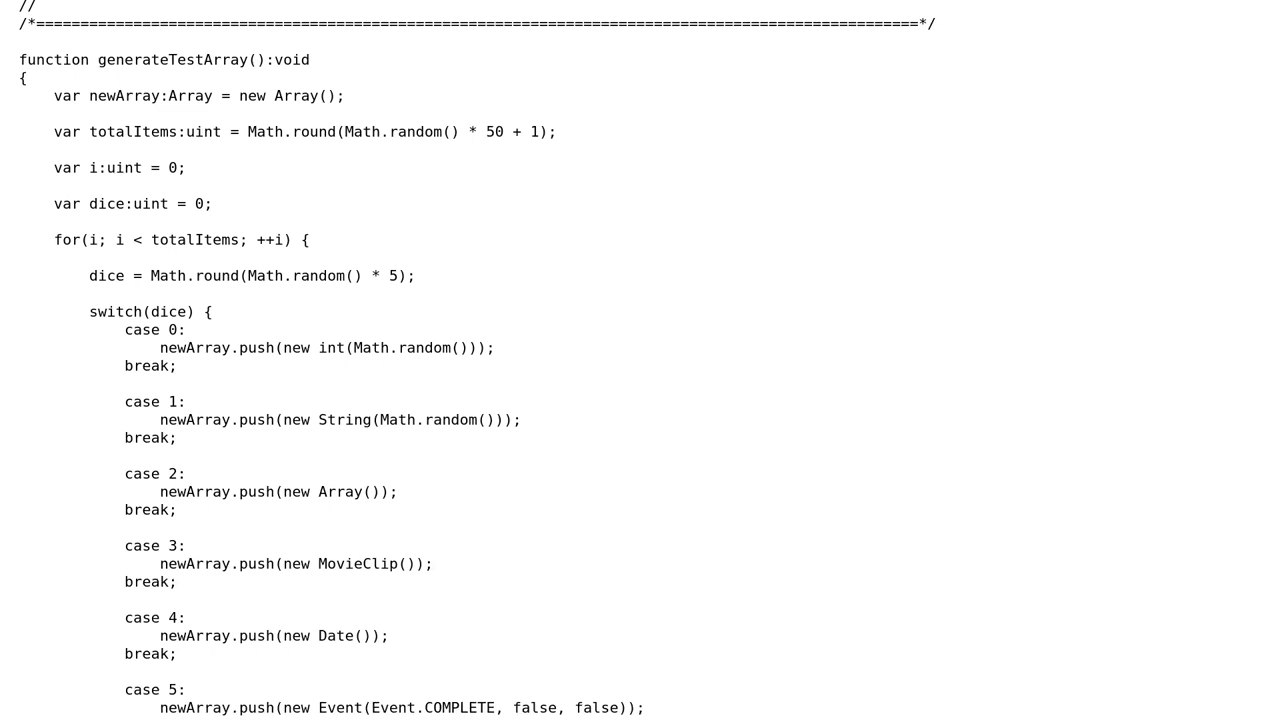 //
/*====================================================================================================*/
function generateTestArray():void
{
    var newArray:Array = new Array();
    var totalItems:uint = Math.round(Math.random() * 50 + 1);
    var i:uint = 0;
    var dice:uint = 0;
    for(i; i < totalItems; ++i) {
        dice = Math.round(Math.random() * 5);
        switch(dice) {
            case 0:
                newArray.push(new int(Math.random()));
            break;
            case 1:
                newArray.push(new String(Math.random()));
            break;
            case 2:
                newArray.push(new Array());
            break;
            case 3:
                newArray.push(new MovieClip());
            break;
            case 4:
                newArray.push(new Date());
            break;
            case 5:
                newArray.push(new Event(Event.COMPLETE, false, false));